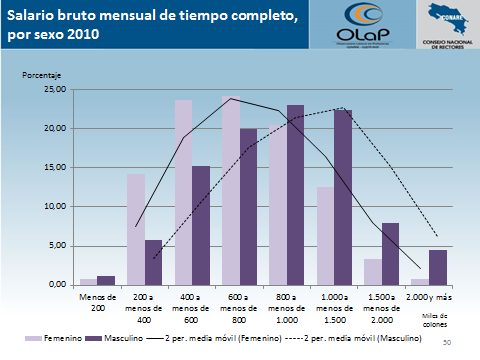 Salario bruto mensual de tiempo completo,
por sexo 2010
OLaP
CONARE
CONSEJO NACIONAL
DE RECTORES
Porcentaje
25,00
20,00
15,00
10,00
5,00
0,00
Menos de
200
200 a
menos de
400
400 a
menos de
600
600 a
menos de
800
800 a
menos de
1.000
1.000 a
menos de
1.500
1.500 a
menos de
2.000
2.000 y más
Miles de
colones
Femenino
Masculino
2 per. media móvil (Femenino)
2 per. media móvil (Masculino)
50